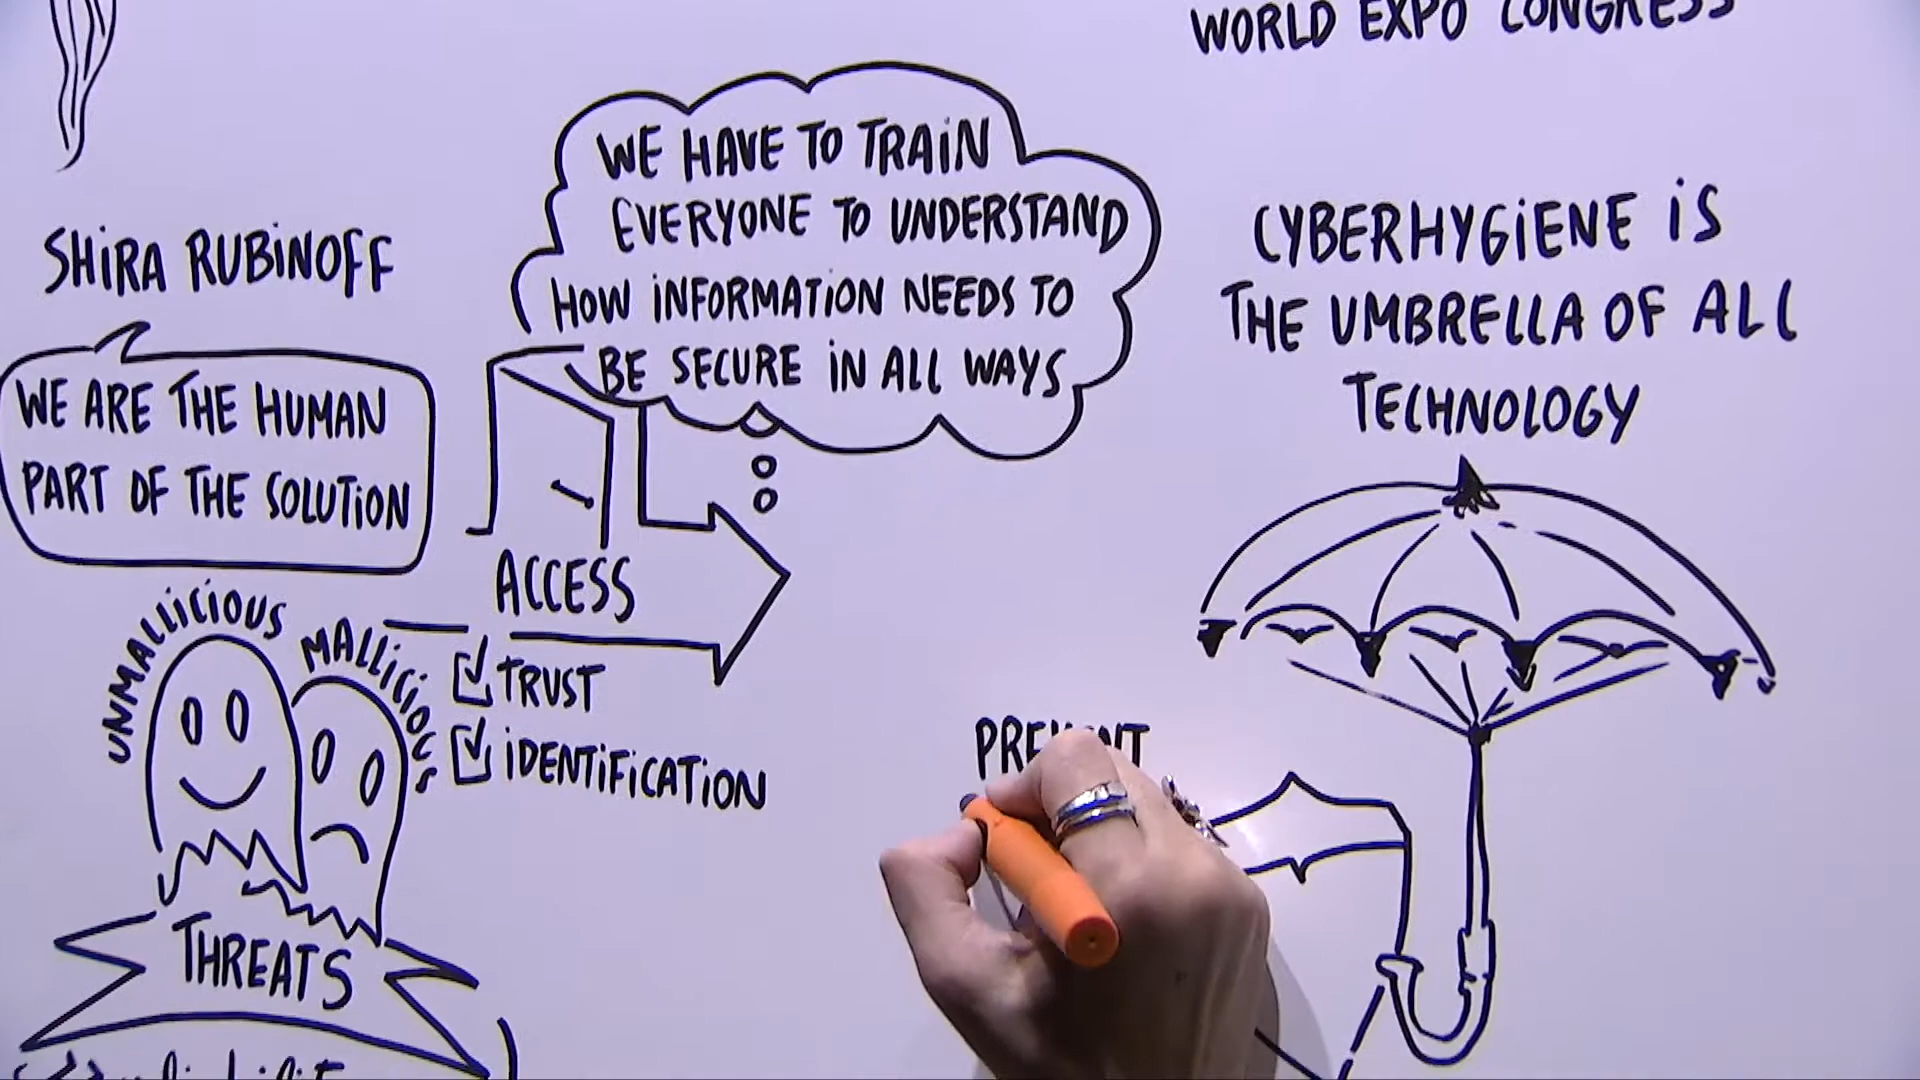 WORLD EXPO CONGRESS
WE HAVE TO TRAIN
EVERYONE TO UNDERSTAND
HOW INFORMATION NEEDS TO
BE SECURE IN ALL WAYS
SHIRA RUBINOFF
WE ARE THE HUMAN
PART OF THE SOLUTION
CYBERHYGIENE IS
THE UMBRELLA OF ALL
TECHNOLOGY
ACCESS
UNMALLICIOUS
MALLICIOUS
TRUST
IDENTIFICATION
THREATS